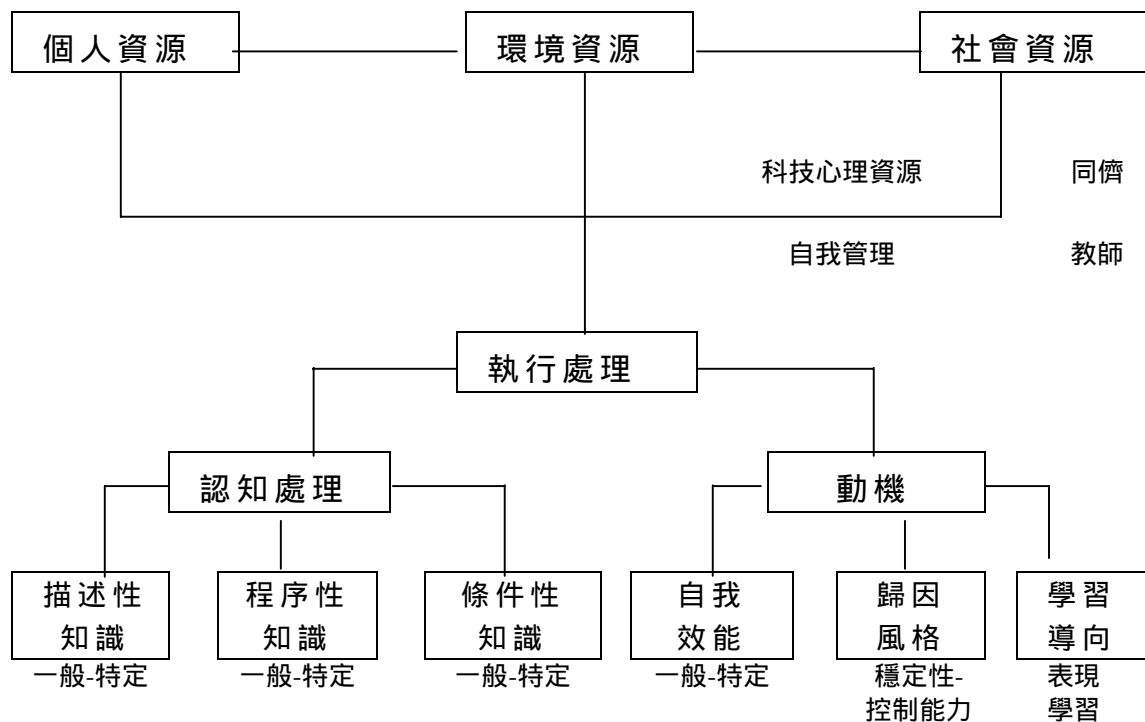 個人資源
環境資源
社會資源
科技心理資源
同儕
自我管理
教師
執行處理
認知處理
動機
描述性
知識
一般-特定
程序性
知識
一般-特定
條件性
知識
一般-特定
自我
效能
一般-特定
歸因
風格
穩定性-
控制能力
學習
導向
表現
學習